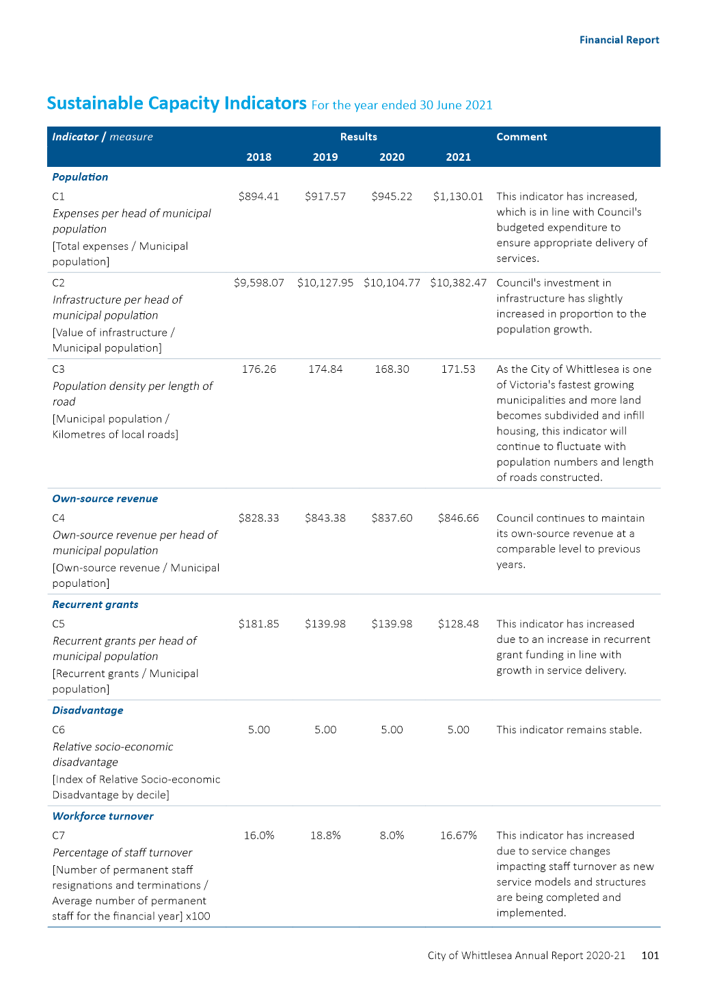 Financial Report
Sustainable Capacity Indicators For the year ended 30 June 2021
Indicator / measure Results Comment
2018 2019 2020 2021
Population
C1 $894.41 $917.57 $945.22 $1,130.01 This indicator has increased,
Expenses per head of municipal which is in line with Council's
population budgeted expenditure to
[Total expenses / Municipal ensure appropriate delivery of
population] services.
C2 $9,598.07 $10,127.95 $10,104.77 $10,382.47 Council's investment in
Infrastructure per head of infrastructure has slightly
municipal population increased in proportion to the
[Value of infrastructure / population growth.
Municipal population]
C3 176.26 174.84 168.30 171.53 As the City of Whittlesea is one
Population density per length of of Victoria's fastest growing
road municipalities and more land
[Municipal population / becomes subdivided and infill
Kilometres of local roads] housing, this indicator will
continue to fluctuate with
population numbers and length
of roads constructed.
Own-source revenue
C4 $828.33 $843.38 $837.60 $846.66 Council continues to maintain
Own-source revenue per head of its own-source revenue at a
municipal population comparable level to previous
[Own-source revenue / Municipal years.
population]
Recurrent grants
C5 $181.85 $139.98 $139.98 $128.48 This indicator has increased
Recurrent grants per head of due to an increase in recurrent
municipal population grant funding in line with
[Recurrent grants / Municipal growth in service delivery.
population]
Disadvantage
C6 5.00 5.00 5.00 5.00 This indicator remains stable.
Relative socio-economic
disadvantage
[Index of Relative Socio-economic
Disadvantage by decile]
Workforce turnover
C7 16.0% 18.8% 8.0% 16.67% This indicator has increased
Percentage of staff turnover due to service changes
[Number of permanent staff impacting staff turnover as new
resignations and terminations / service models and structures
Average number of permanent are being completed and
staff for the financial year] x100 implemented.
City of Whittlesea Annual Report 2020-21 101